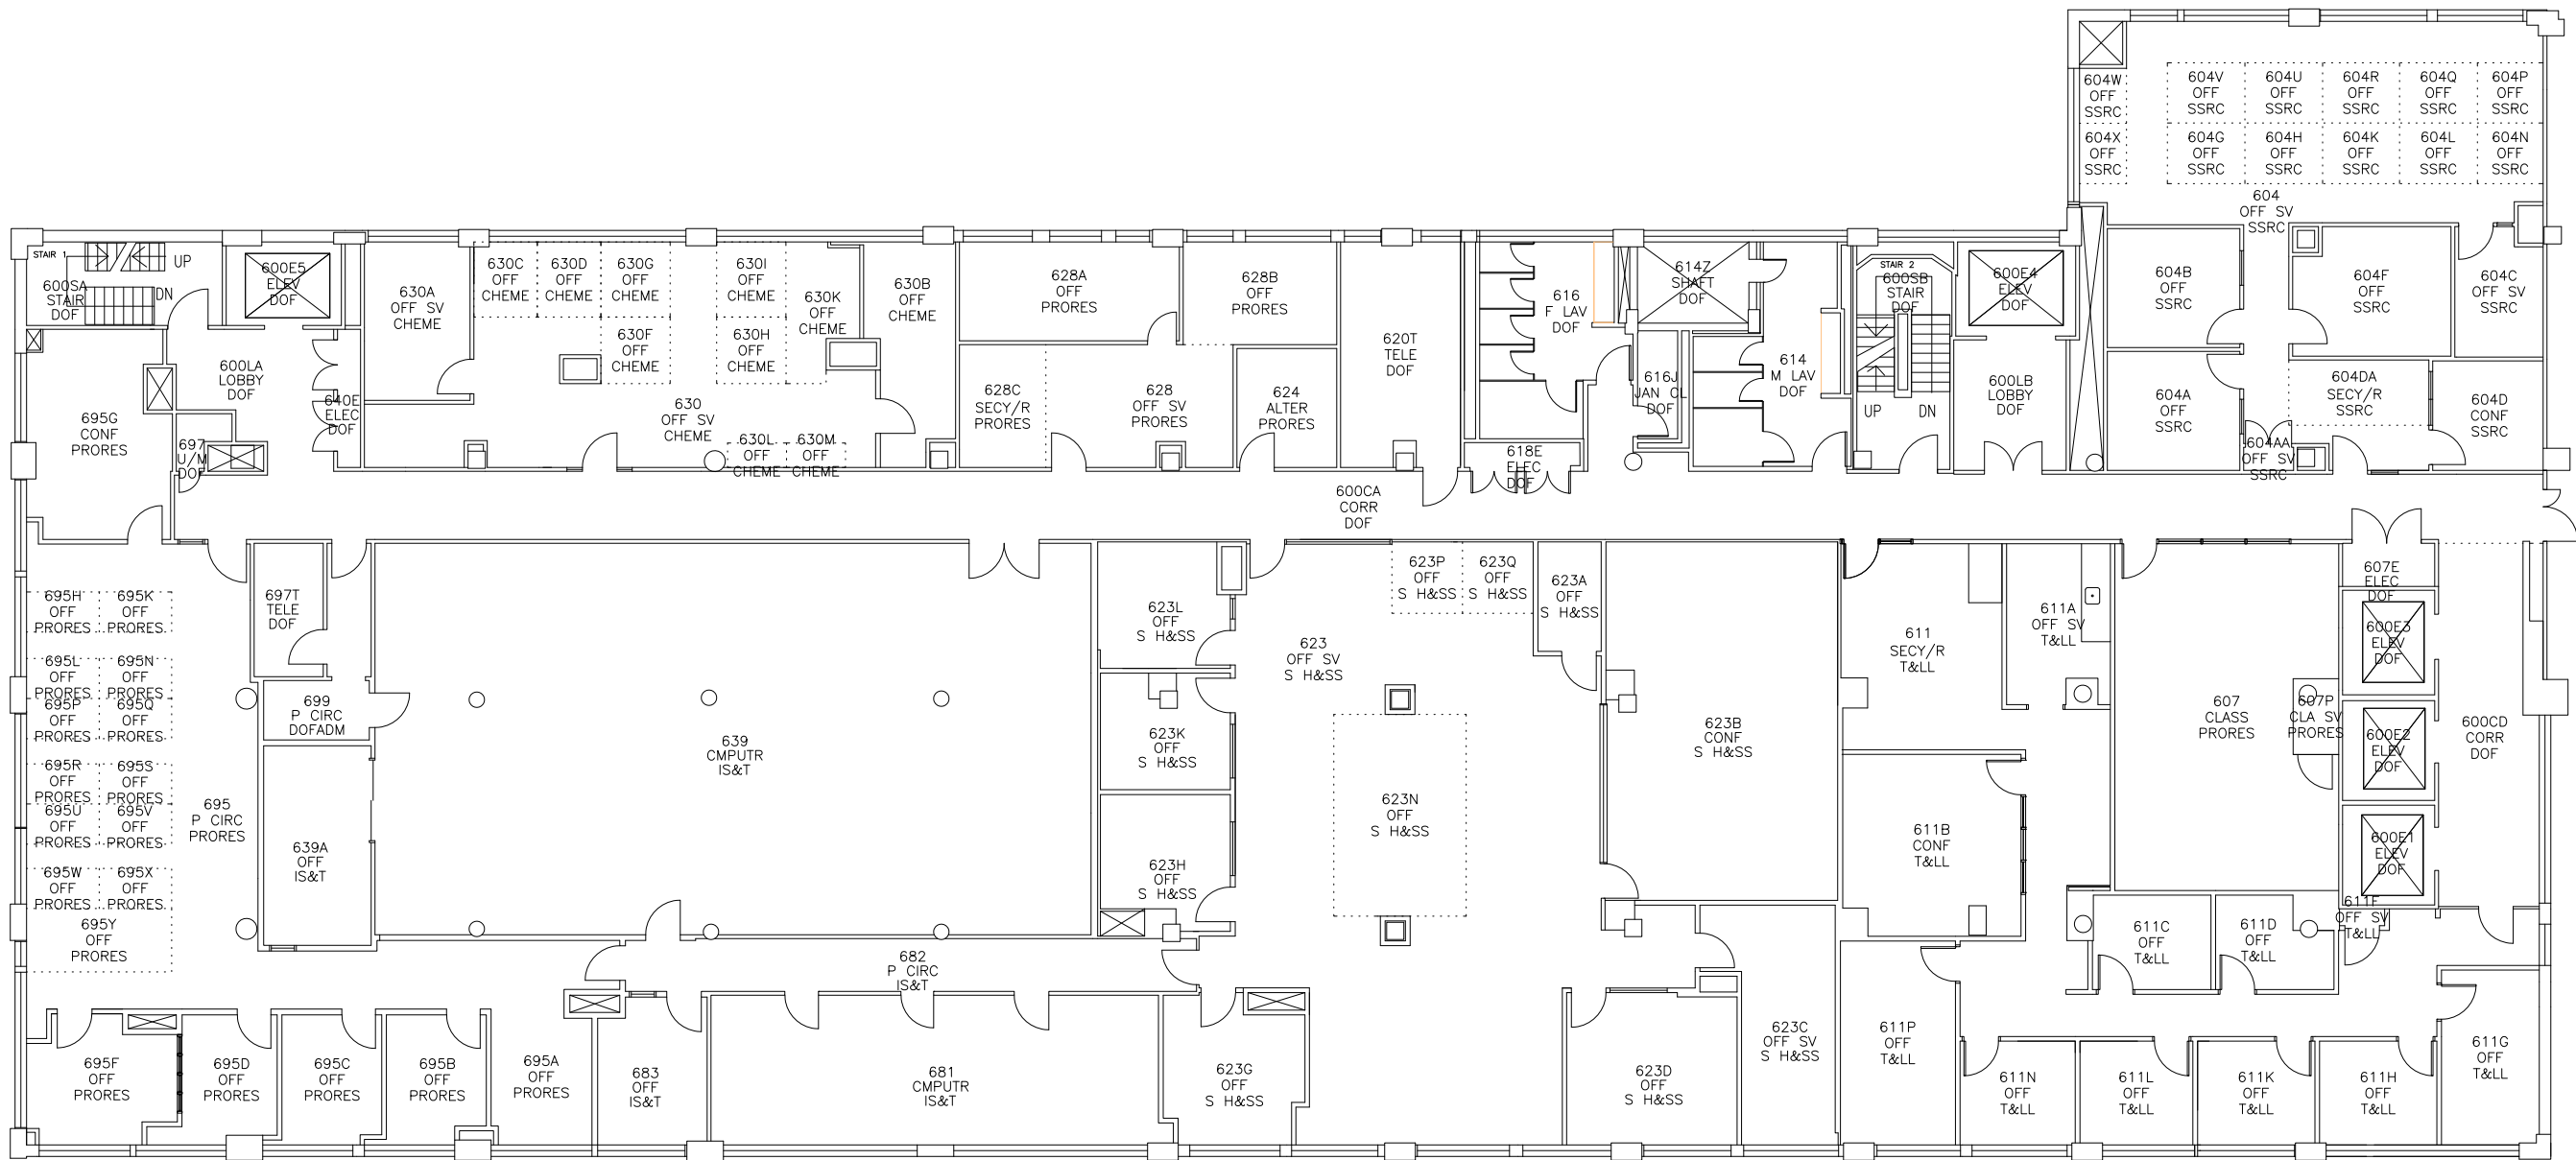 604W
OFF
SSRC
604V
OFF
SSRC
604U
OFF
SSRC
604R
OFF
SSRC
604Q
OFF
SSRC
604P
OFF
SSRC
604X
OFF
SSRC
604G
OFF
SSRC
604H
OFF
SSRC
604K
OFF
SSRC
604L
OFF
SSRC
604N
OFF
SSRC
604
OFF SV
SSRC
STAIR 1
UP
DN
600SA
STAIR
DOF
600E5
ELEV
DOF
630A
OFF SV
CHEME
630C
OFF
CHEME
630D
OFF
CHEME
630G
OFF
CHEME
630I
OFF
CHEME
630K
OFF
CHEME
630B
OFF
CHEME
630F
OFF
CHEME
630H
OFF
CHEME
628A
OFF
PRORES
628B
OFF
PRORES
620T
TELE
DOF
616
F LAV
DOF
614Z
SHAFT
DOF
614
M LAV
DOF
616J
JAN CL
DOF
STAIR 2
600SB
STAIR
DOF
UP
DN
600E4
ELEV
DOF
600LB
LOBBY
DOF
604B
OFF
SSRC
604F
OFF
SSRC
604C
OFF SV
SSRC
604A
OFF
SSRC
604DA
SECY/R
SSRC
604D
CONF
SSRC
604AA
OFF SV
SSRC
600LA
LOBBY
DOF
640E
ELEC
DOF
695G
CONF
PRORES
697
U/M
DOF
630
OFF SV
CHEME
630L
OFF
CHEME
630M
OFF
CHEME
628C
SECY/R
PRORES
628
OFF SV
PRORES
624
ALTER
PRORES
618E
ELEC
DOF
600CA
CORR
DOF
695H
OFF
PRORES
695K
OFF
PRORES
695L
OFF
PRORES
695N
OFF
PRORES
695P
OFF
PRORES
695Q
OFF
PRORES
695R
OFF
PRORES
695S
OFF
PRORES
695U
OFF
PRORES
695V
OFF
PRORES
695W
OFF
PRORES
695X
OFF
PRORES
695Y
OFF
PRORES
695
P CIRC
PRORES
697T
TELE
DOF
699
P CIRC
DOFADM
639A
OFF
IS&T
639
CMPUTR
IS&T
623L
OFF
S H&SS
623K
OFF
S H&SS
623H
OFF
S H&SS
623
OFF SV
S H&SS
623P
OFF
S H&SS
623Q
OFF
S H&SS
623A
OFF
S H&SS
623N
OFF
S H&SS
623B
CONF
S H&SS
611
SECY/R
T&LL
611A
OFF SV
T&LL
611B
CONF
T&LL
607
CLASS
PRORES
607P
CLA SV
PRORES
607E
ELEC
DOF
600E3
ELEV
DOF
600E2
ELEV
DOF
600E1
ELEV
DOF
600CD
CORR
DOF
611C
OFF
T&LL
611D
OFF
T&LL
611F
OFF SV
T&LL
682
P CIRC
IS&T
695F
OFF
PRORES
695D
OFF
PRORES
695C
OFF
PRORES
695B
OFF
PRORES
695A
OFF
PRORES
683
OFF
IS&T
681
CMPUTR
IS&T
623G
OFF
S H&SS
623D
OFF
S H&SS
623C
OFF SV
S H&SS
611P
OFF
T&LL
611N
OFF
T&LL
611L
OFF
T&LL
611K
OFF
T&LL
611H
OFF
T&LL
611G
OFF
T&LL